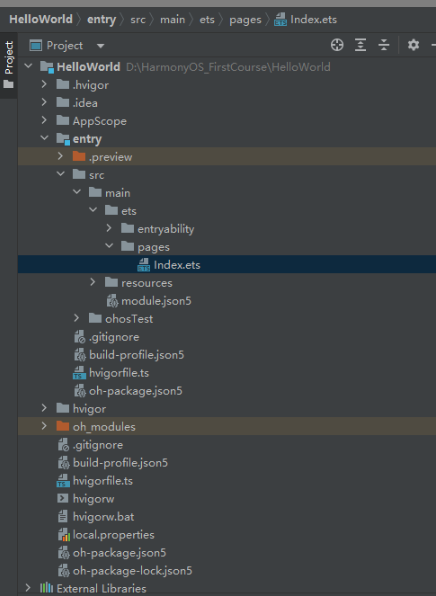 HelloWorld entry src main ets pages Index.ets
Project
Project
HelloWorld D:\HarmonyOS_FirstCourse\HelloWorld
.hvigor
.idea
AppScope
entry
.preview
src
main
ets
entryability
pages
Index.ets
resources
module.json5
ohosTest
.gitignore
build-profile.json5
hvigorfile.ts
oh-package.json5
hvigor
oh_modules
.gitignore
build-profile.json5
hvigorfile.ts
hvigorw
hvigorw.bat
local.properties
oh-package.json5
oh-package-lock.json5
External Libraries